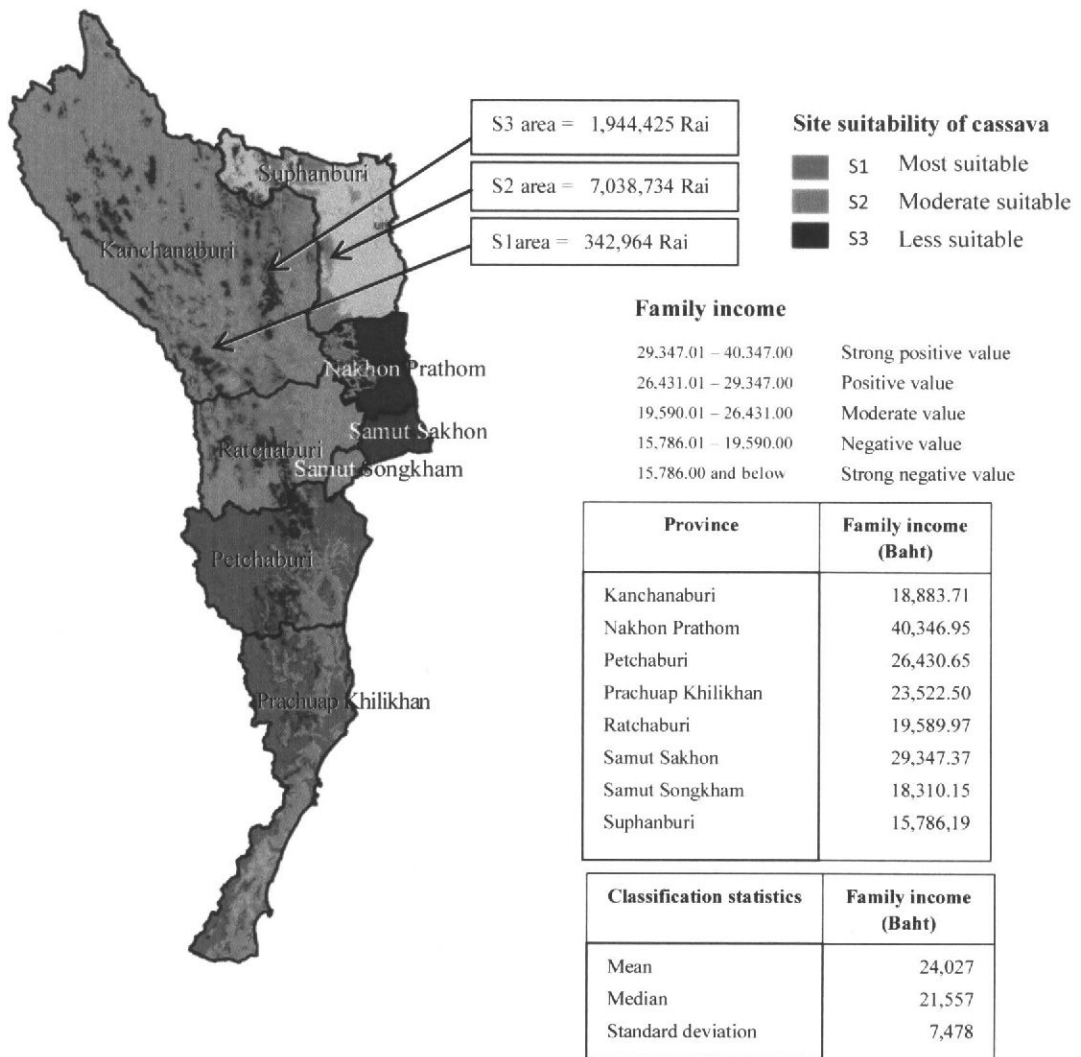 S3 area = 1,944,425 Rai
S2 area = 7,038,734 Rai
S1area = 342,964 Rai
Site suitability of cassava
S1 Most suitable
S2 Moderate suitable
S3 Less suitable
Suphanburi
Kanchanaburi
Nakhon Prathom
Samut Sakhon
Ratchaburi
Samut Songkham
Petchaburi
Prachuap Khilikhan
Family income
29.347.01 – 40.347.00 Strong positive value
26.431.01 – 29.347.00 Positive value
19.590.01 – 26.431.00 Moderate value
15,786.01 – 19.590.00 Negative value
15,786.00 and below Strong negative value
Province Family income
(Baht)
Kanchanaburi 18,883.71
Nakhon Prathom 40,346.95
Petchaburi 26,430.65
Prachuap Khilikhan 23,522.50
Ratchaburi 19,589.97
Samut Sakhon 29,347.37
Samut Songkham 18,310.15
Suphanburi 15,786,19
Classification statistics Family income
(Baht)
Mean 24,027
Median 21,557
Standard deviation 7,478